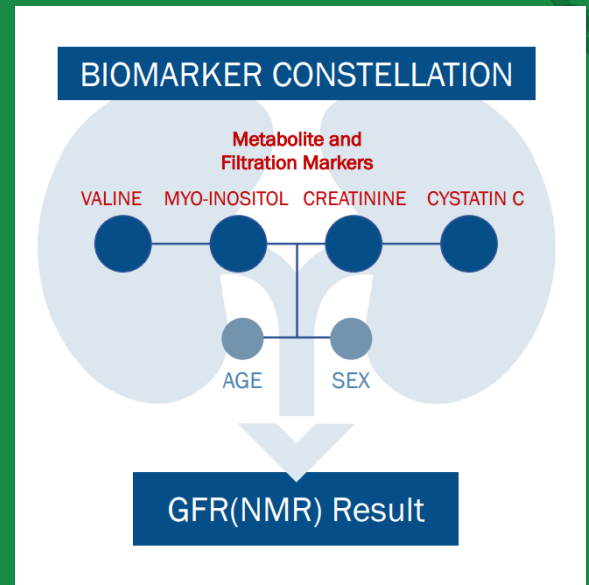 BIOMARKER CONSTELLATION
Metabolite and
Filtration Markers
VALINE MYO-INOSITOL CREATININE CYSTATIN C
AGE SEX
GFR(NMR) Result